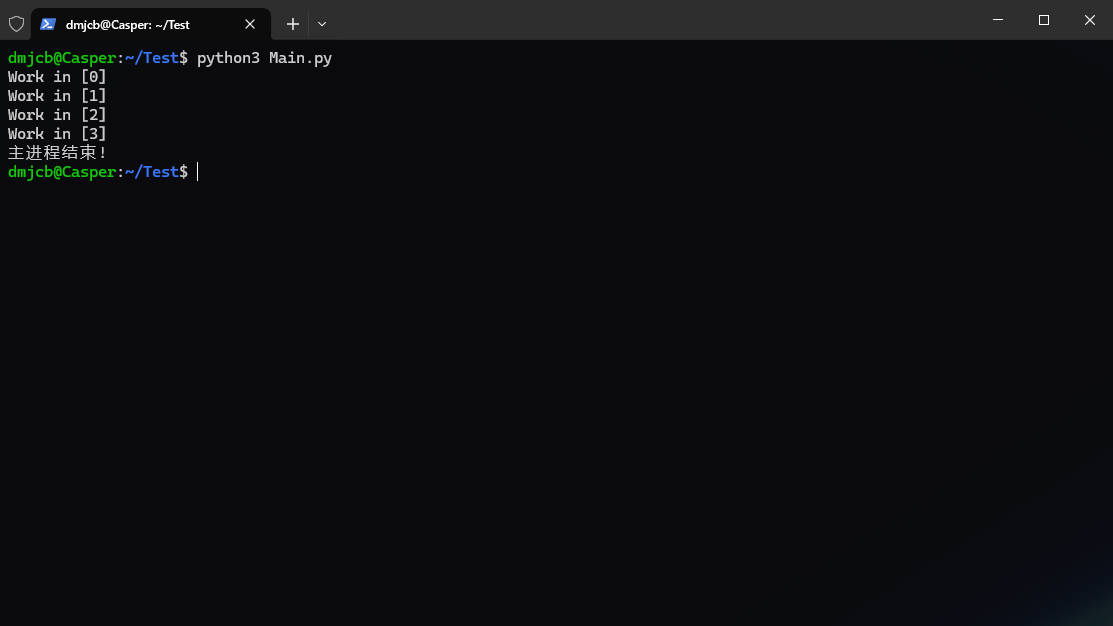 dmjcb@Casper: ~/Test
dmjcb@Casper:~/Test$ python3 Main.py
Work in [0]
Work in [1]
Work in [2]
Work in [3]
主进程结束!
dmjcb@Casper:~/Test$